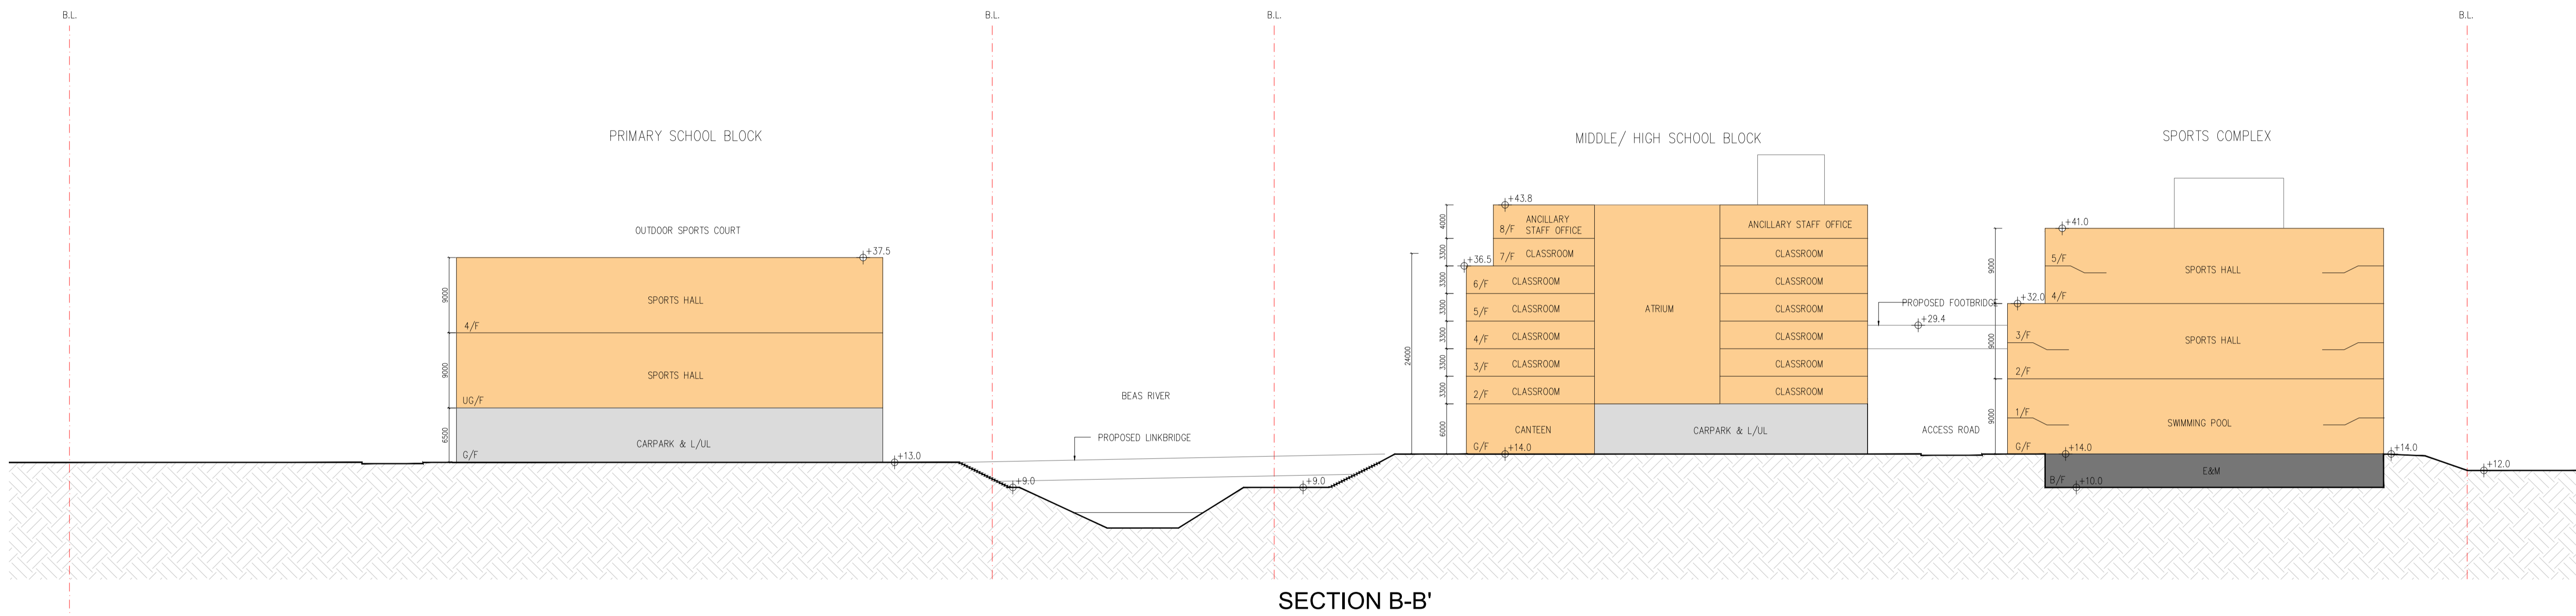 B.L.
B.L.
B.L.
B.L.
PRIMARY SCHOOL BLOCK
OUTDOOR SPORTS COURT
+37.5
9000
SPORTS HALL
4/F
9000
SPORTS HALL
UG/F
6500
CARPARK & L/UL
G/F
+13.0
BEAS RIVER
PROPOSED LINKBRIDGE
+9.0
+9.0
MIDDLE/ HIGH SCHOOL BLOCK
+43.8
4000
ANCILLARY
STAFF OFFICE
8/F
ANCILLARY STAFF OFFICE
3300
7/F
CLASSROOM
CLASSROOM
+36.5
3300
6/F
CLASSROOM
CLASSROOM
24000
3300
5/F
CLASSROOM
ATRIUM
CLASSROOM
3300
4/F
CLASSROOM
CLASSROOM
3300
3/F
CLASSROOM
CLASSROOM
3300
2/F
CLASSROOM
CLASSROOM
6000
CANTEEN
CARPARK & L/UL
G/F
+14.0
PROPOSED FOOTBRIDGE
+29.4
ACCESS ROAD
SPORTS COMPLEX
+41.0
9000
5/F
SPORTS HALL
4/F
+32.0
9000
3/F
SPORTS HALL
2/F
9000
1/F
SWIMMING POOL
G/F
+14.0
+14.0
E&M
B/F
+10.0
+12.0
SECTION B-B'